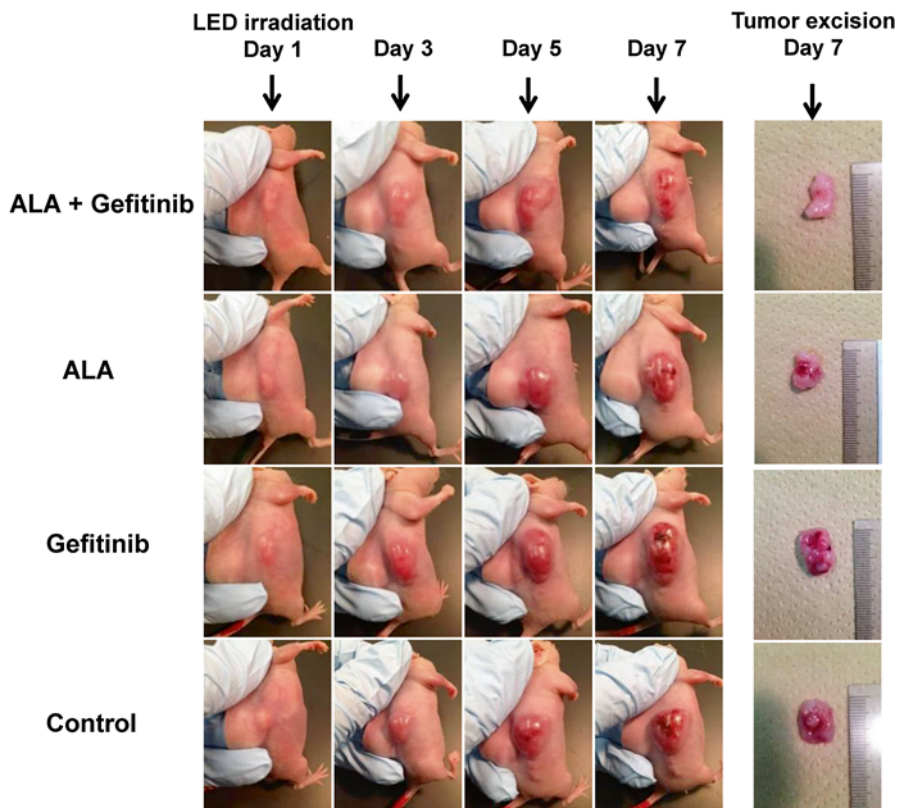 LED irradiation
Day 1
Day 3
Day 5
Day 7
Tumor excision
Day 7
ALA + Gefitinib
ALA
Gefitinib
Control